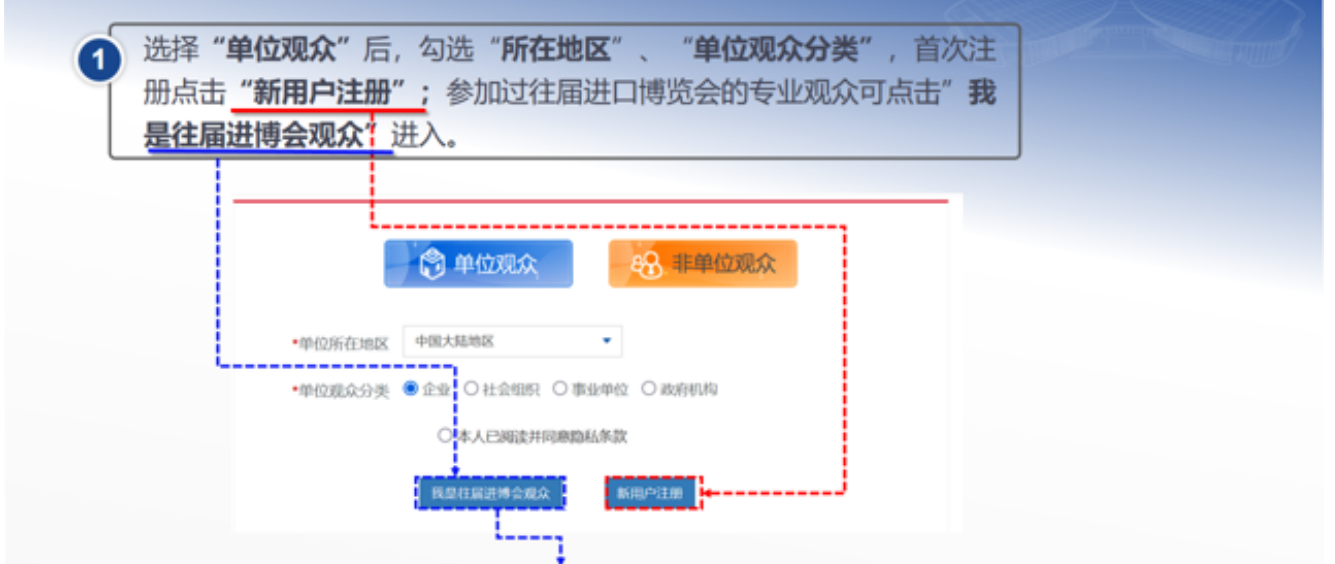 1
选择“单位观众”后，勾选“所在地区”、“单位观众分类”，首次注
册点击“新用户注册”；参加过往届进口博览会的专业观众可点击”我
是往届进博会观众”进入。
单位观众 非单位观众
*单位所在地区 中国大陆地区
*单位观众分类 企业 社会组织 事业单位 政府机构
本人已阅读并同意隐私条款
我是往届进博会观众 新用户注册